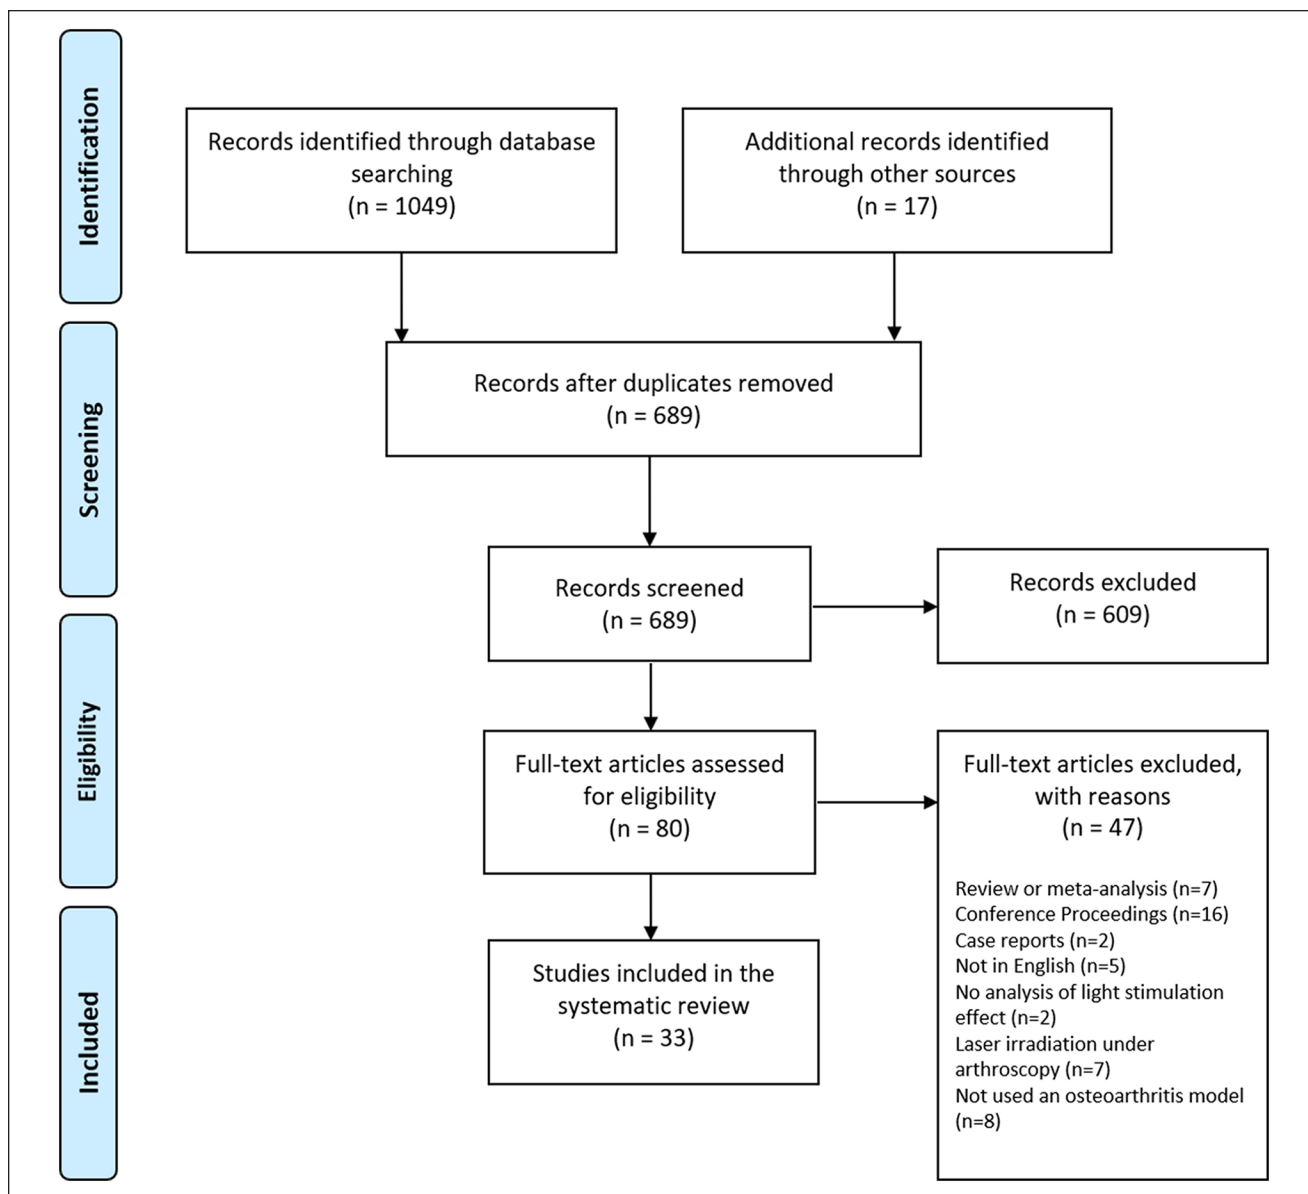 Identification
Records identified through database
searching
(n = 1049)
Additional records identified
through other sources
(n = 17)
Screening
Records after duplicates removed
(n = 689)
Records screened
(n = 689)
Records excluded
(n = 609)
Eligibility
Full-text articles assessed
for eligibility
(n = 80)
Full-text articles excluded,
with reasons
(n = 47)
Review or meta-analysis (n=7)
Conference Proceedings (n=16)
Case reports (n=2)
Not in English (n=5)
No analysis of light stimulation
effect (n=2)
Laser irradiation under
arthroscopy (n=7)
Not used an osteoarthritis model
(n=8)
Included
Studies included in the
systematic review
(n = 33)